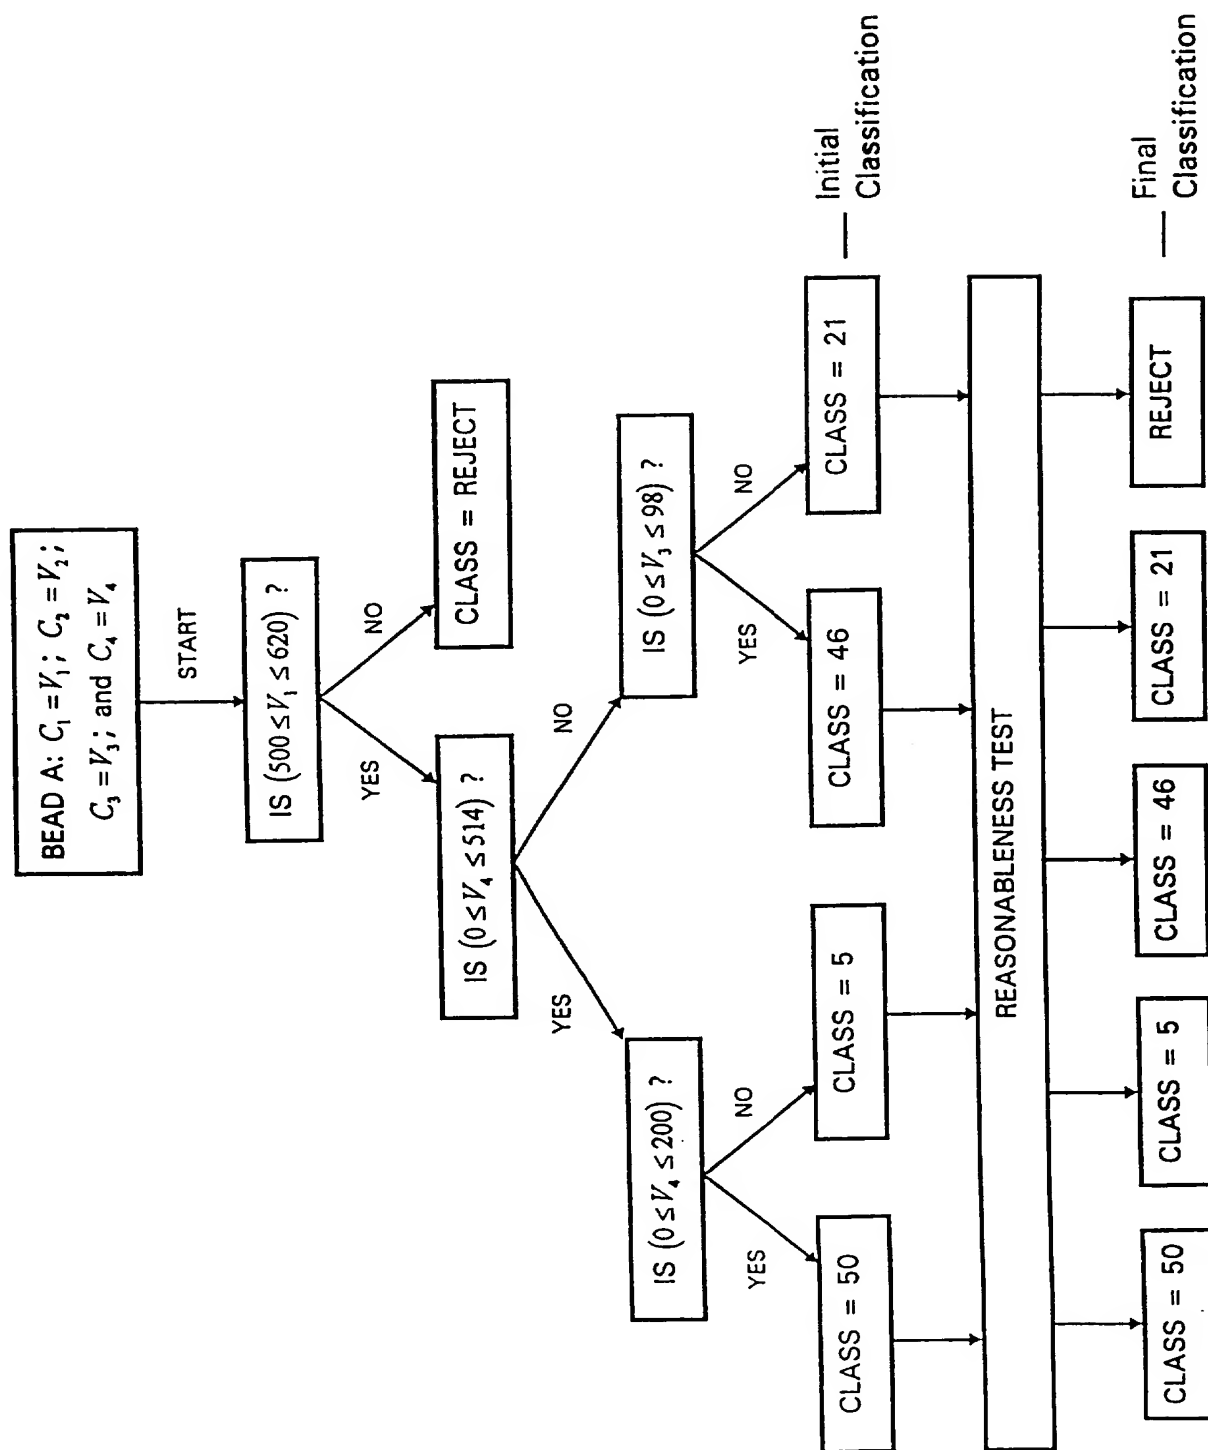 BEAD A: C₁ = V₁; C₂ = V₂;
C₃ = V₃; and C₄ = V₄
START
IS (500 ≤ V₁ ≤ 620) ?
YES
NO
IS (0 ≤ V₄ ≤ 514) ?
CLASS = REJECT
YES
NO
IS (0 ≤ V₄ ≤ 200) ?
IS (0 ≤ V₃ ≤ 98) ?
YES
NO
YES
NO
CLASS = 50
CLASS = 5
CLASS = 46
CLASS = 21
Initial
Classification
REASONABLENESS TEST
CLASS = 50
CLASS = 5
CLASS = 46
CLASS = 21
REJECT
Final
Classification